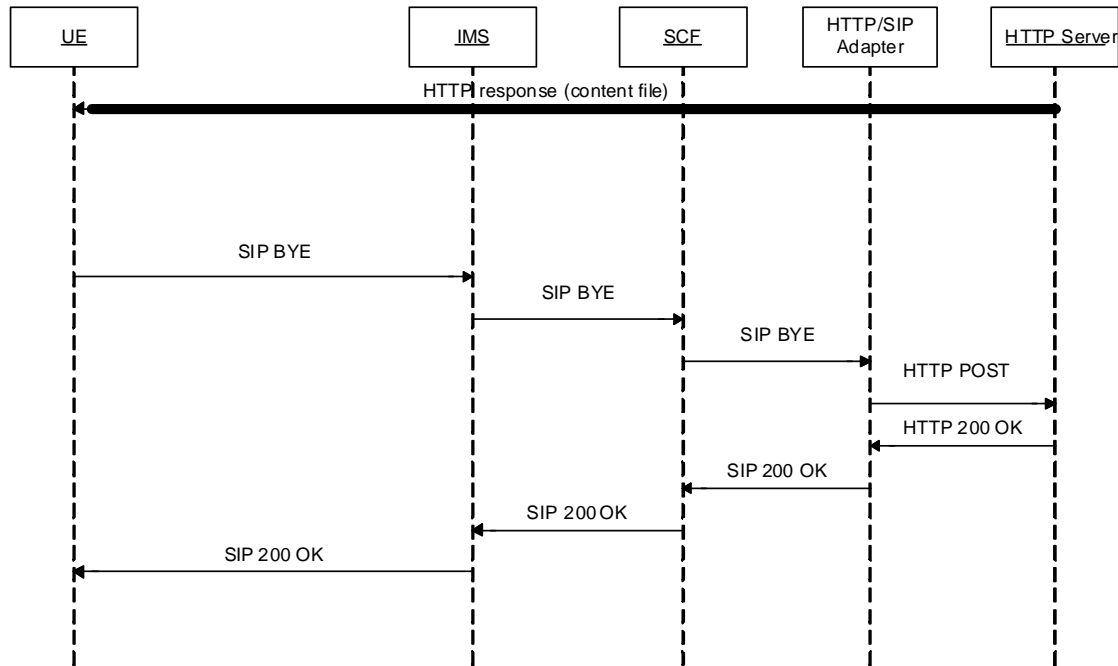 UE
IMS
SCF
HTTP/SIP
Adapter
HTTP Server
HTTP response (content file)
SIP BYE
SIP BYE
SIP BYE
HTTP POST
HTTP 200 OK
SIP 200 OK
SIP 200 OK
SIP 200 OK